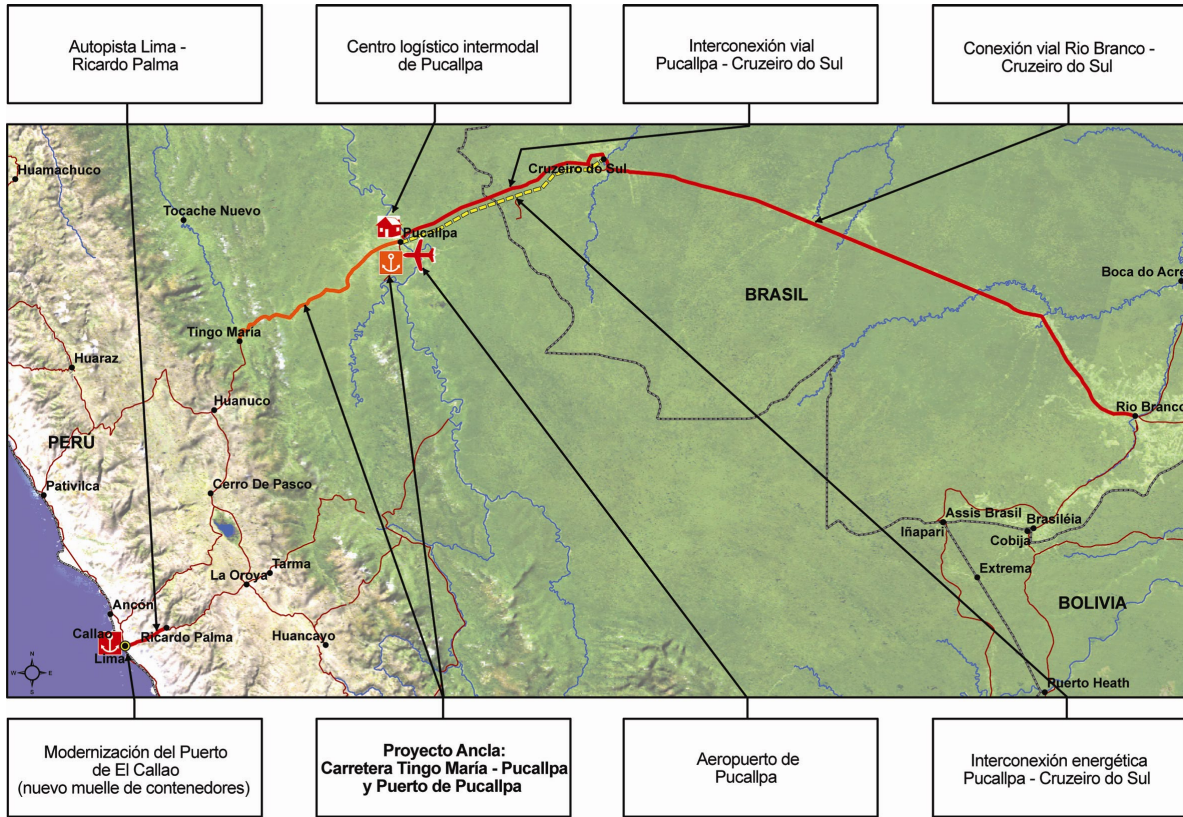 Autopista Lima -
Ricardo Palma
Centro logístico intermodal
de Pucallpa
Interconexión vial
Pucallpa - Cruzeiro do Sul
Conexión vial Rio Branco -
Cruzeiro do Sul
Huamachuco
Cruzeiro do Sul
Tocache Nuevo
Pucallpa
Boca do Acre
BRASIL
Tingo María
Huaraz
Huanuco
Rio Branco
PERÚ
Pativilca
Cerro De Pasco
Assis Brasil
Iñapari
Brasiléia
Cobija
Tarma
La Oroya
Extrema
Ancón
BOLIVIA
Callao
Ricardo Palma
Huancayo
Lima
N
W E
S
Puerto Heath
Modernización del Puerto
de El Callao
(nuevo muelle de contenedores)
Proyecto Ancla:
Carretera Tingo María - Pucallpa
y Puerto de Pucallpa
Aeropuerto de
Pucallpa
Interconexión energética
Pucallpa - Cruzeiro do Sul